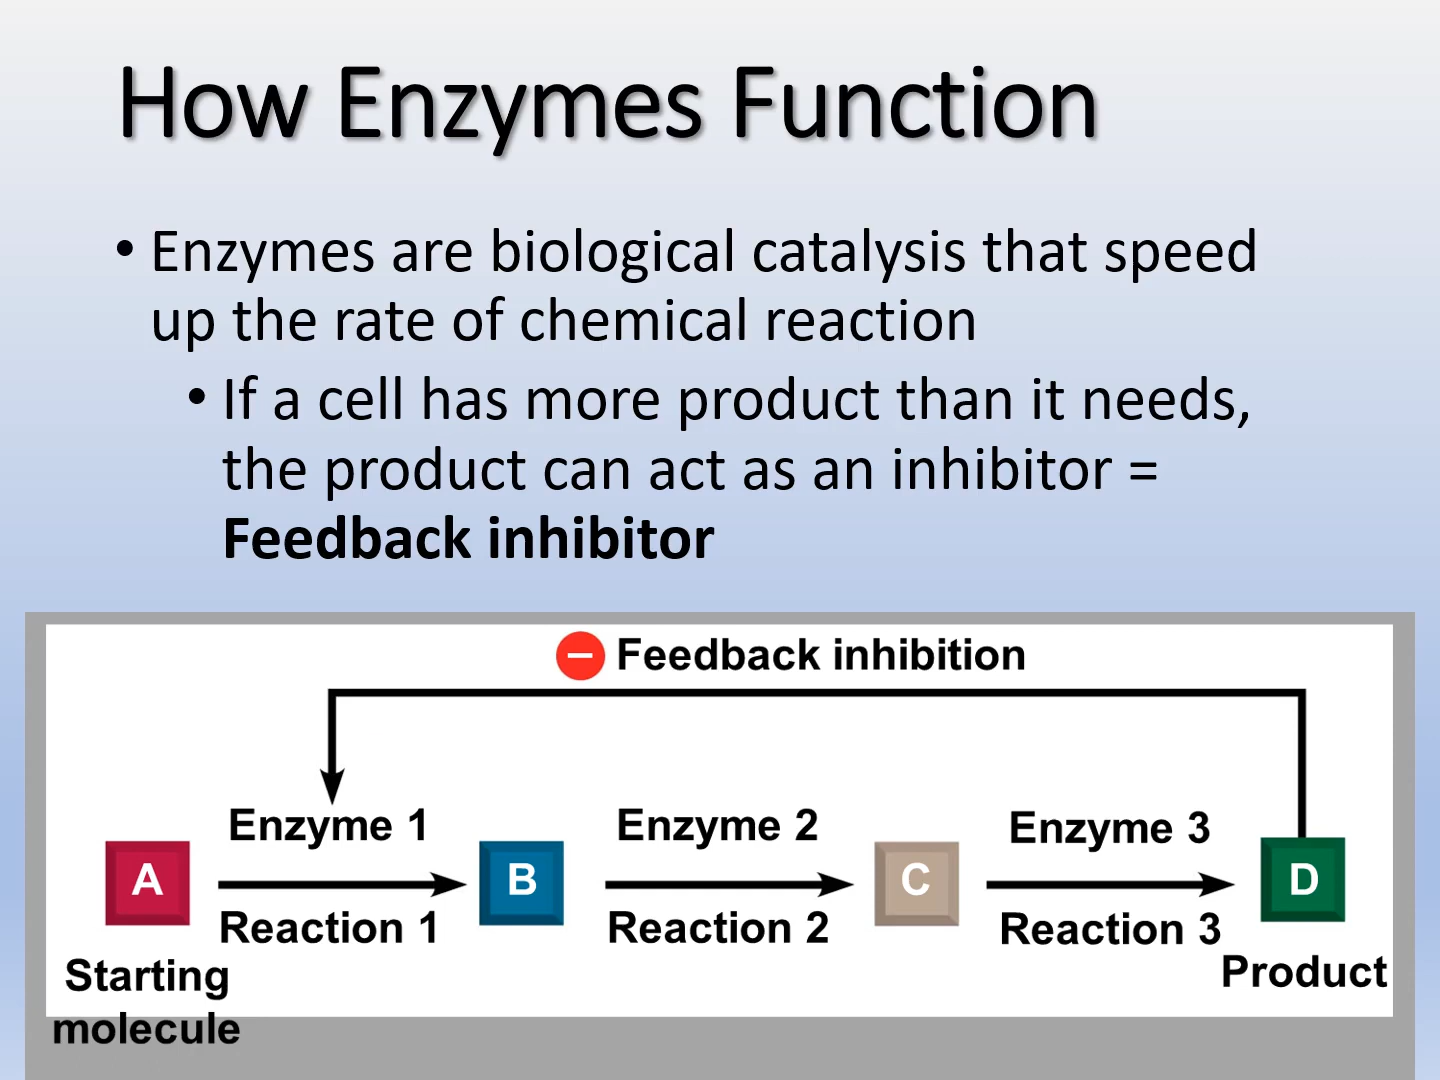 How Enzymes Function
• Enzymes are biological catalysis that speed
up the rate of chemical reaction
• If a cell has more product than it needs,
the product can act as an inhibitor =
Feedback inhibitor
− Feedback inhibition
Enzyme 1
Enzyme 2
Enzyme 3
A
B
C
D
Reaction 1
Reaction 2
Reaction 3
Starting
molecule
Product